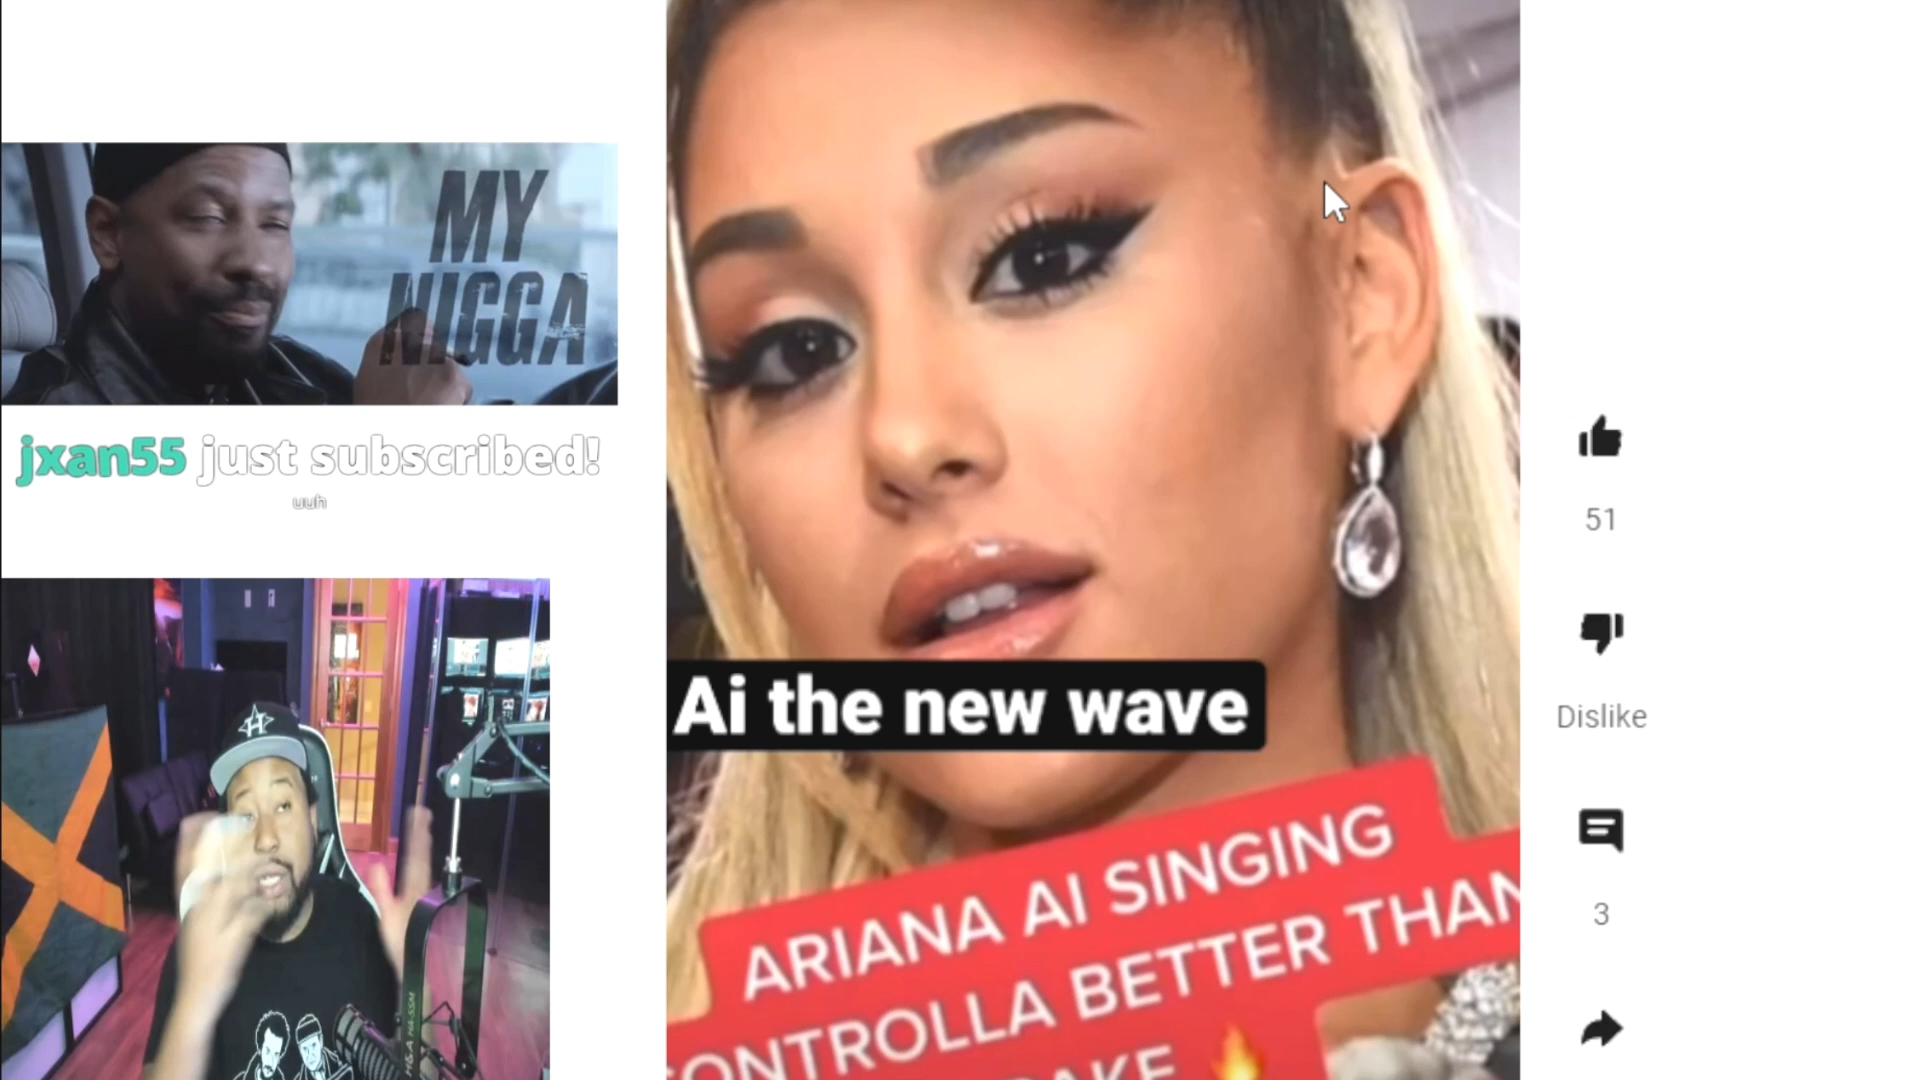 MY
NIGGA
jxan55 just subscribed!
uuh
Ai the new wave
ARIANA AI SINGING
ONTROLLA BETTER THAN
AKE
51
Dislike
3
H